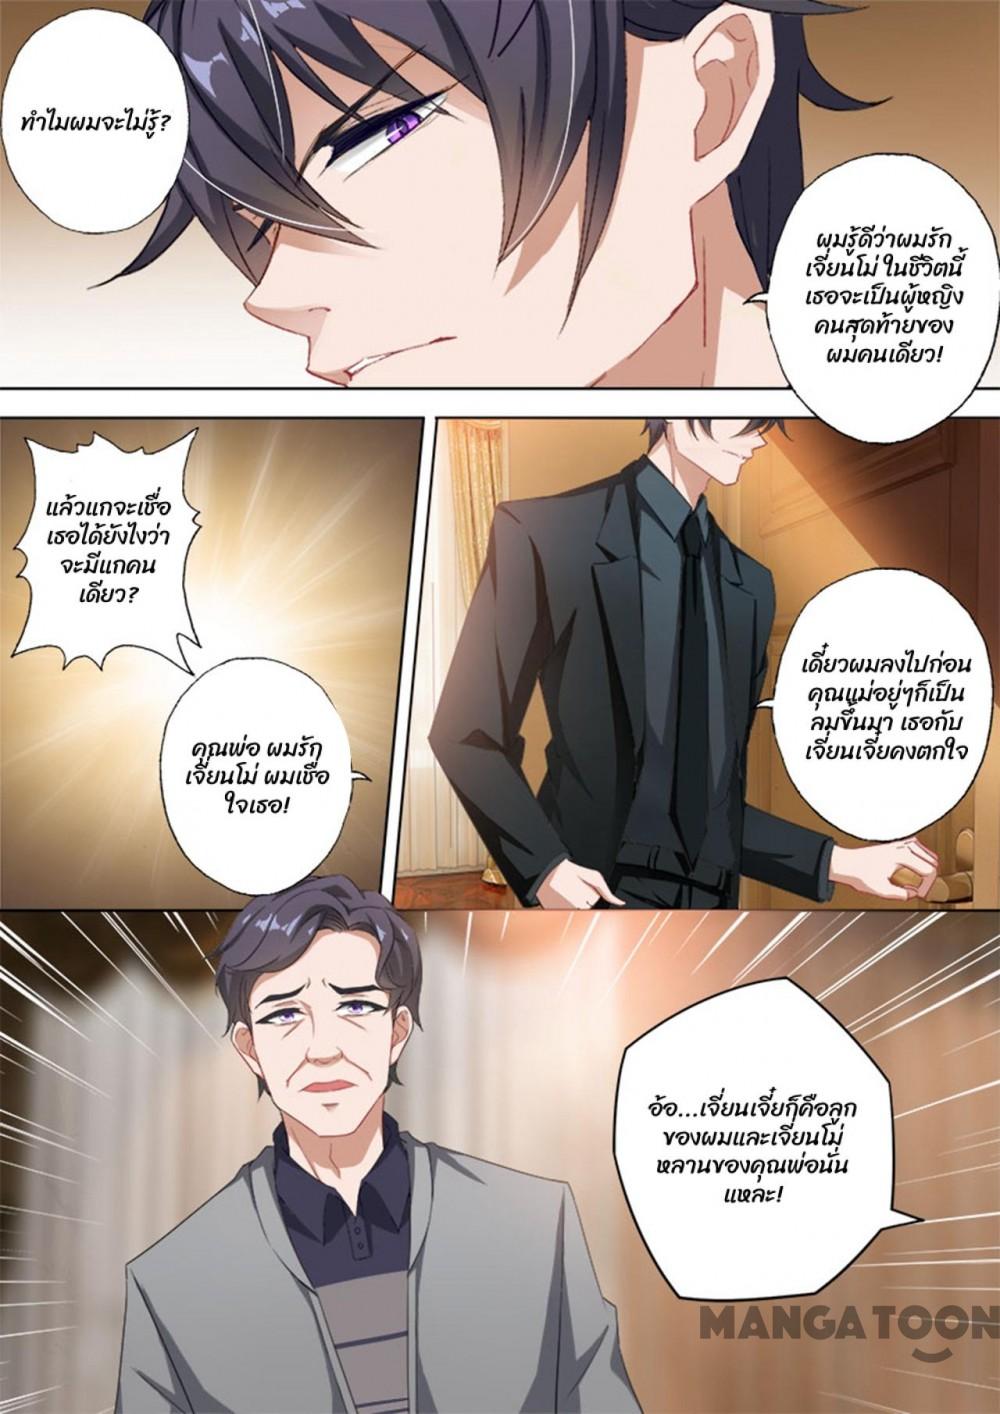 ทำไมผมจะไม่รู้?
ผมรู้ดีว่าผมรัก
เจี่ยนโม่ ในชีวิตนี้
เธอจะเป็นผู้หญิง
คนสุดท้ายของ
ผมคนเดียว!
แล้วแกจะเชื่อ
เธอได้ยังไงว่า
จะมีแกคน
เดียว?
คุณพ่อ ผมรัก
เจี่ยนโม่ ผมเชื่อ
ใจเธอ!
เดี๋ยวผมลงไปก่อน
คุณแม่อยู่ๆก็เป็น
ลมขึ้นมา เธอกับ
เจี่ยนเจี๋ยคงตกใจ
อ้อ...เจี่ยนเจี๋ยก็คือลูก
ของผมและเจี่ยนโม่
หลานของคุณพ่อนั่น
แหละ!
MANGATOON